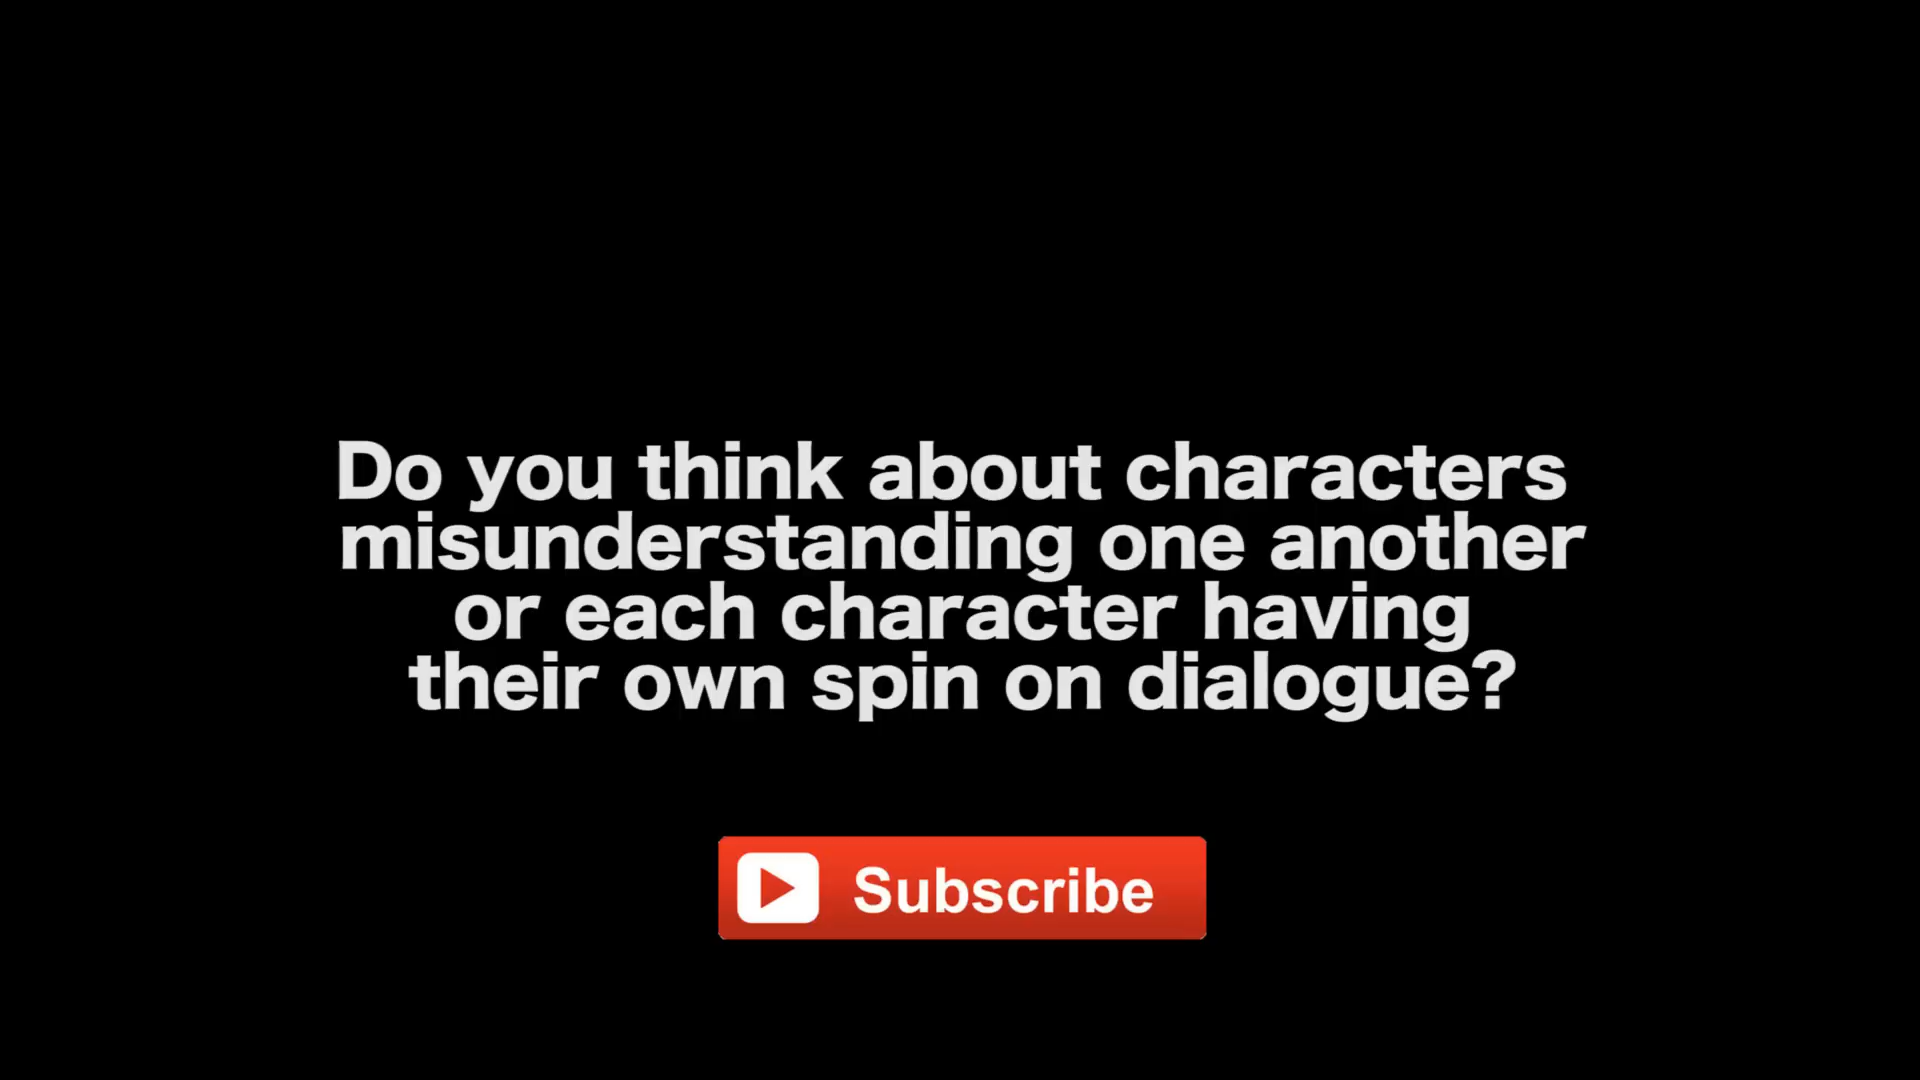 Do you think about characters
misunderstanding one another
or each character having
their own spin on dialogue?
Subscribe